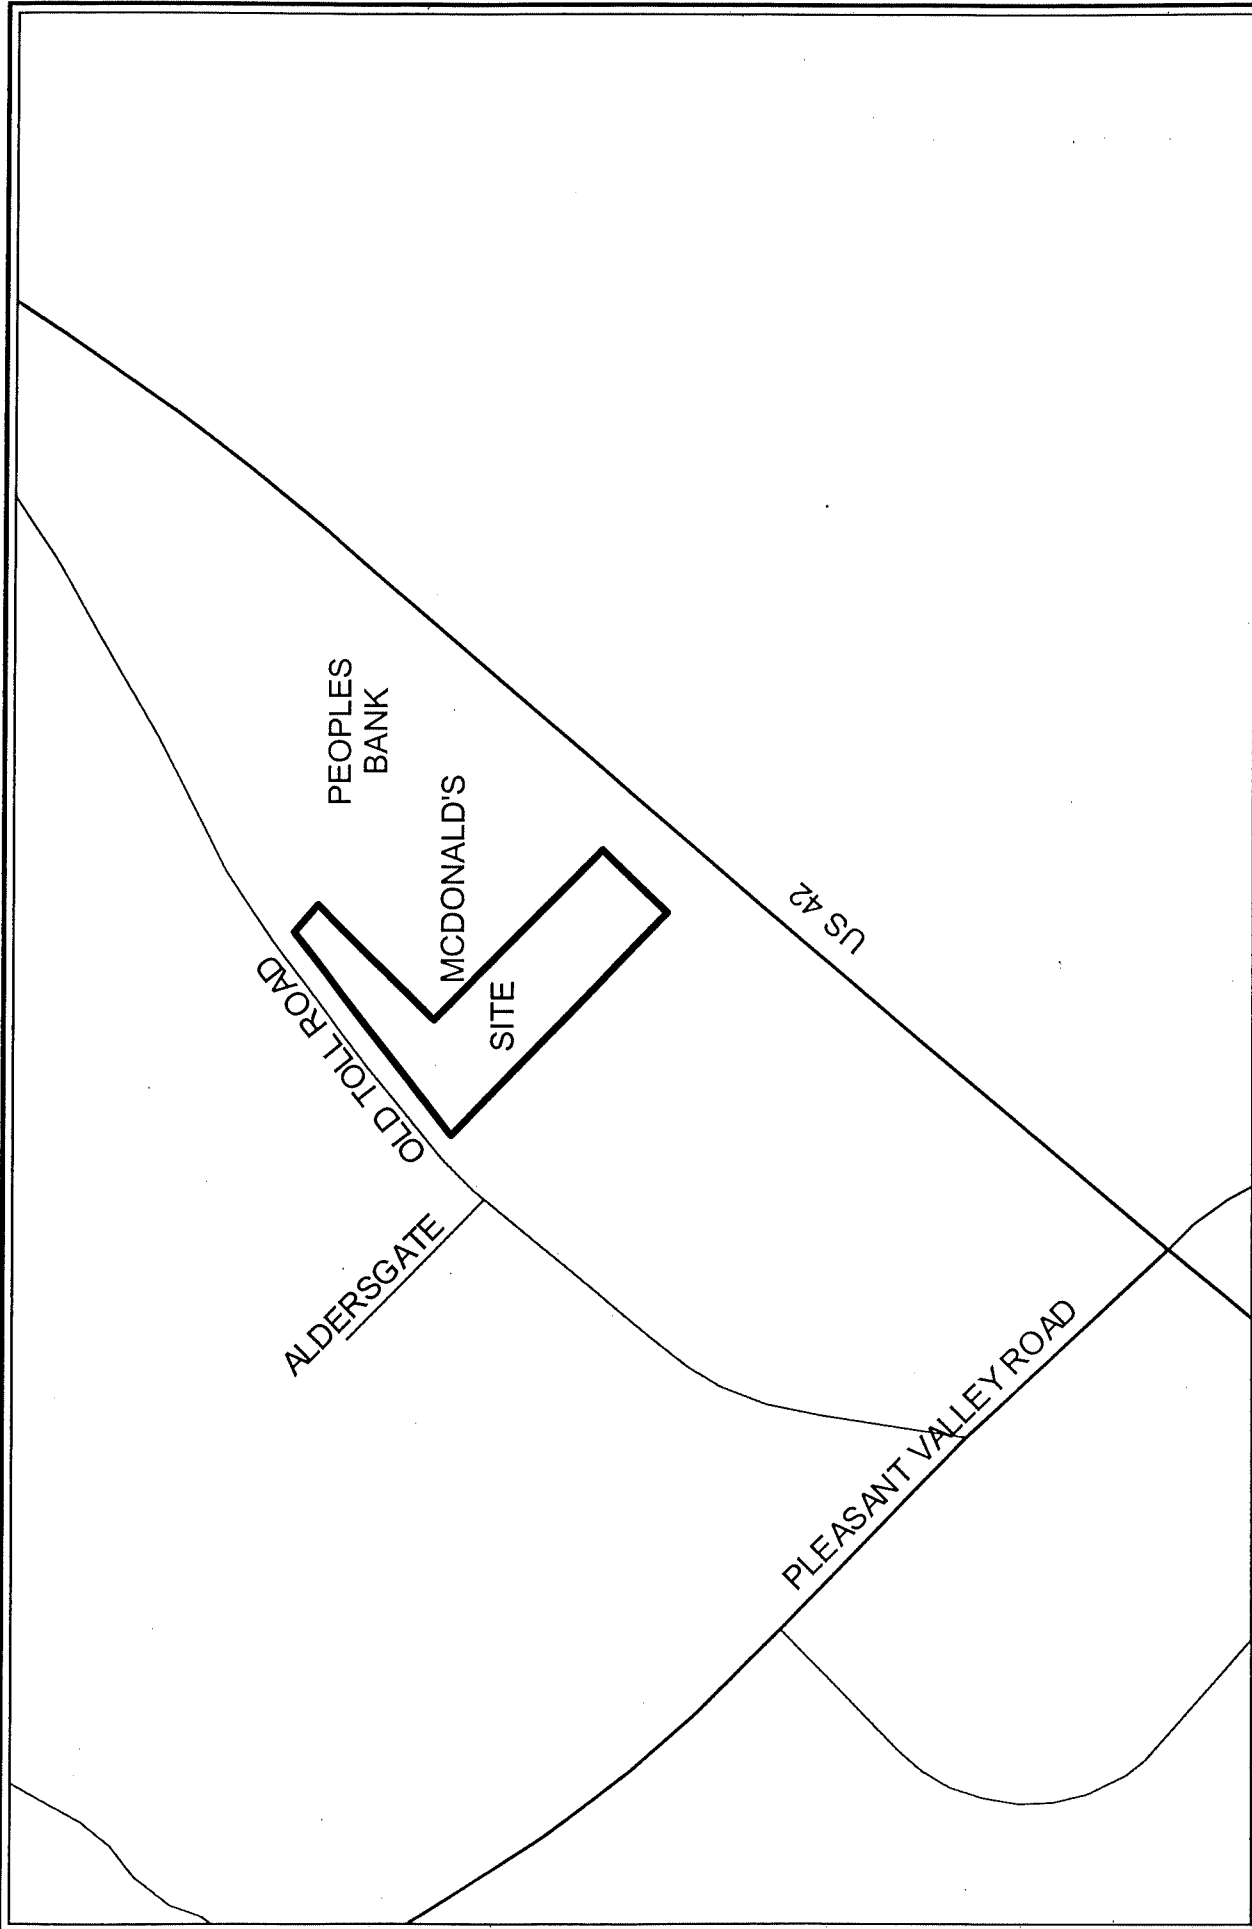 PEOPLES
BANK
MCDONALD'S
SITE
OLD TOLL ROAD
ALDERSGATE
US 42
PLEASANT VALLEY ROAD